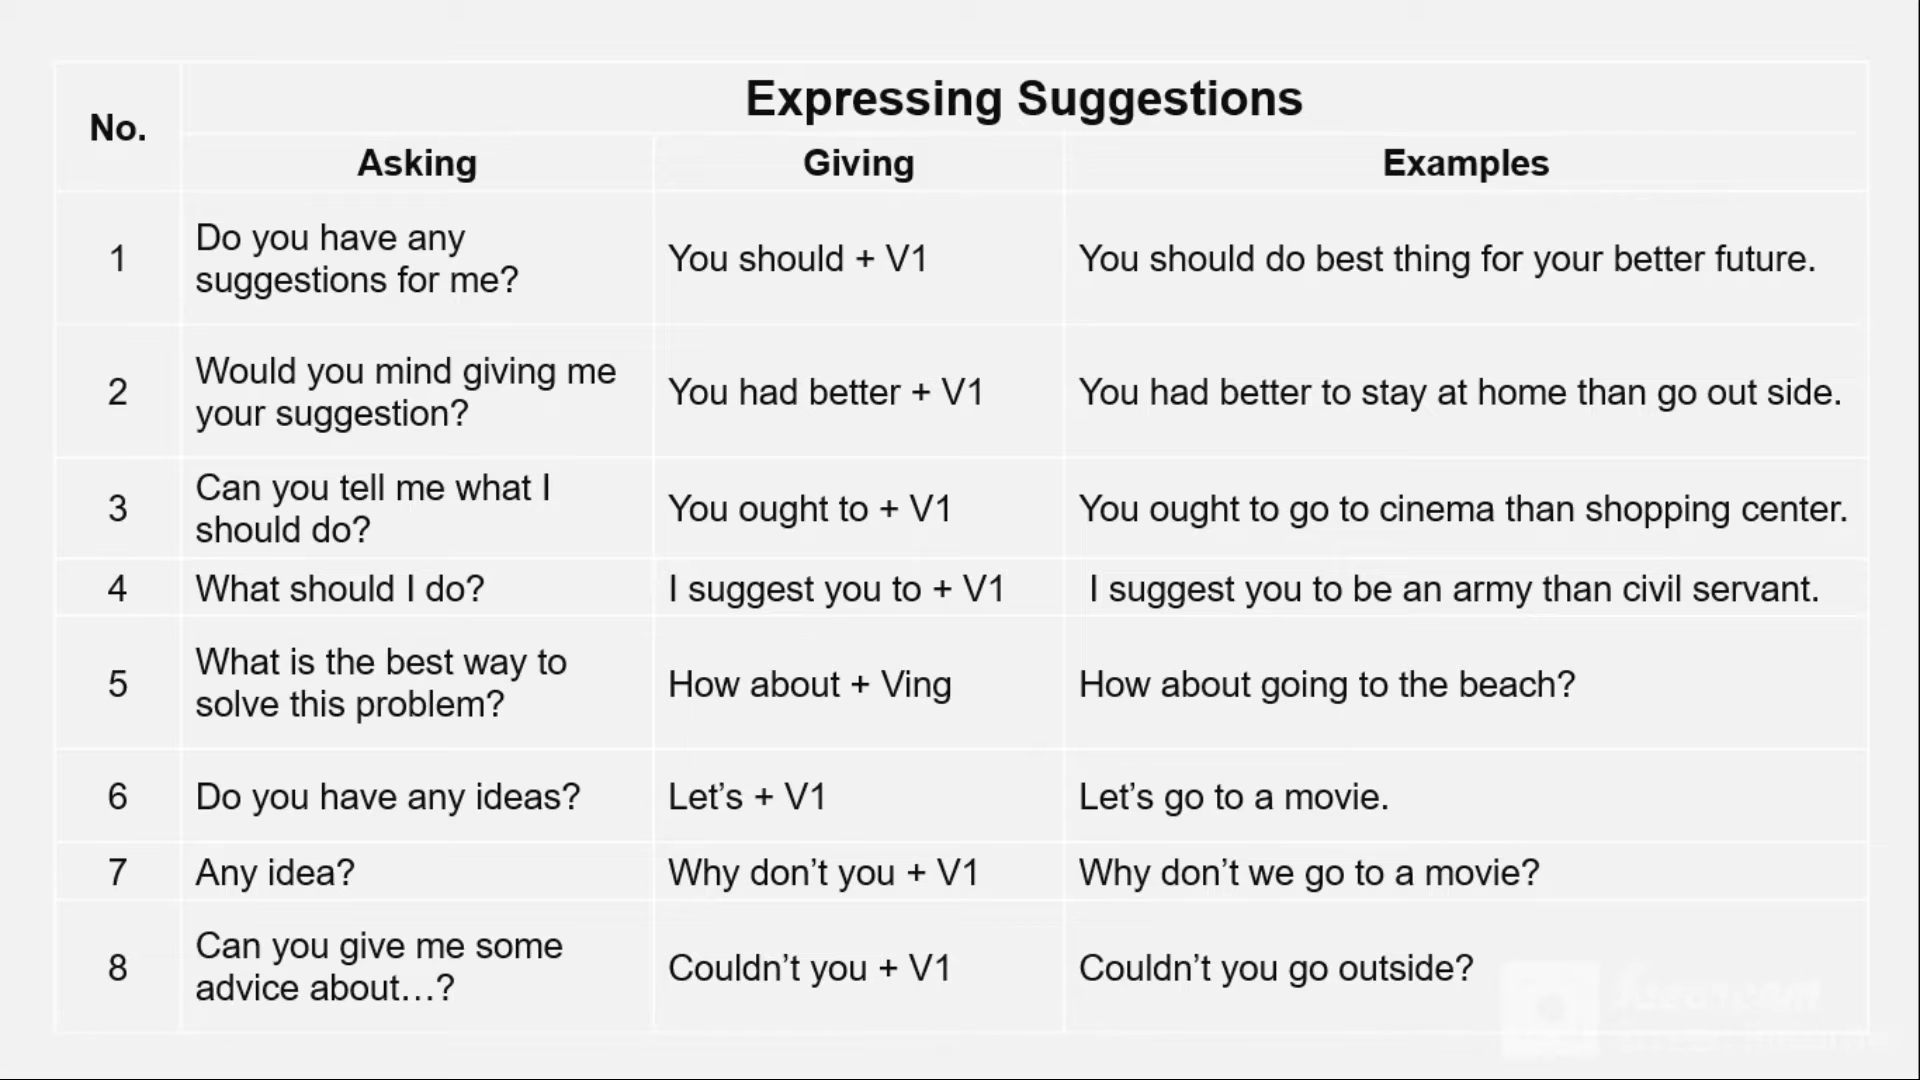 Expressing Suggestions
No.
Asking
Giving
Examples
1
Do you have any
suggestions for me?
You should + V1
You should do best thing for your better future.
2
Would you mind giving me
your suggestion?
You had better + V1
You had better to stay at home than go out side.
3
Can you tell me what I
should do?
You ought to + V1
You ought to go to cinema than shopping center.
4
What should I do?
I suggest you to + V1
I suggest you to be an army than civil servant.
5
What is the best way to
solve this problem?
How about + Ving
How about going to the beach?
6
Do you have any ideas?
Let’s + V1
Let’s go to a movie.
7
Any idea?
Why don’t you + V1
Why don’t we go to a movie?
8
Can you give me some
advice about…?
Couldn’t you + V1
Couldn’t you go outside?